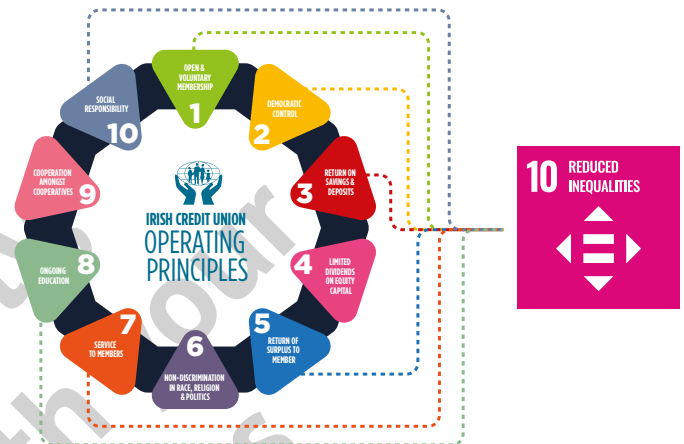 OPEN &
VOLUNTARY
MEMBERSHIP
1
DEMOCRATIC
CONTROL
2
RETURN ON
SAVINGS &
DEPOSITS
3
LIMITED
DIVIDENDS
ON EQUITY
CAPITAL
4
RETURN OF
SURPLUS TO
MEMBER
5
NON-DISCRIMINATION
IN RACE, RELIGION
& POLITICS
6
SERVICE
TO MEMBERS
7
ONGOING
EDUCATION
8
COOPERATION
AMONGST
COOPERATIVES
9
SOCIAL
RESPONSIBILITY
10
IRISH CREDIT UNION
OPERATING
PRINCIPLES
10 REDUCED
INEQUALITIES